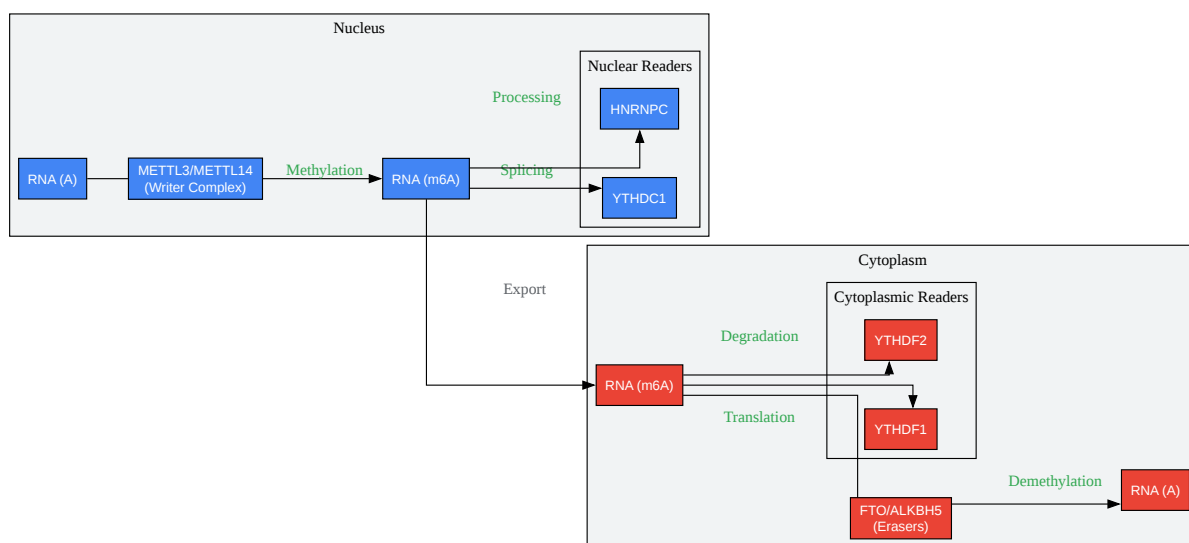 Nucleus
Nuclear Readers
Processing
HNRNPC
RNA (A)
METTL3/METTL14
(Writer Complex)
Methylation
RNA (m6A)
Splicing
YTHDC1
Export
Cytoplasm
Cytoplasmic Readers
Degradation
YTHDF2
RNA (m6A)
Translation
YTHDF1
FTO/ALKBH5
(Erasers)
Demethylation
RNA (A)